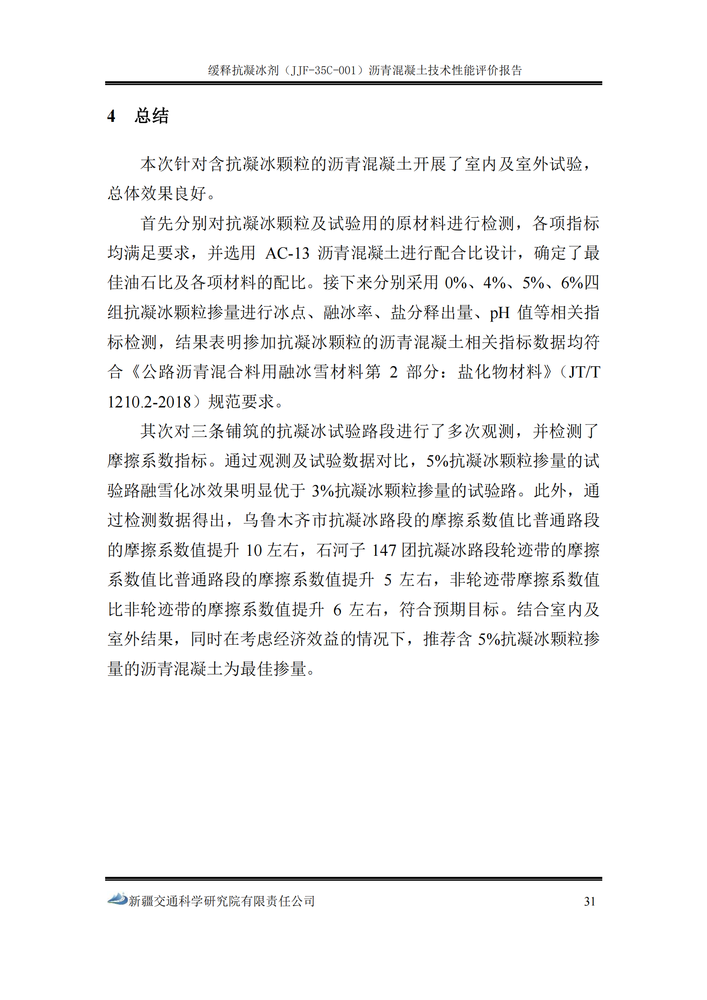 缓释抗凝冰剂（JJF-35C-001）沥青混凝土技术性能评价报告
4 总结
本次针对含抗凝冰颗粒的沥青混凝土开展了室内及室外试验，
总体效果良好。
首先分别对抗凝冰颗粒及试验用的原材料进行检测，各项指标
均满足要求，并选用 AC-13 沥青混凝土进行配合比设计，确定了最
佳油石比及各项材料的配比。接下来分别采用 0%、4%、5%、6%四
组抗凝冰颗粒掺量进行冰点、融冰率、盐分释出量、pH 值等相关指
标检测，结果表明掺加抗凝冰颗粒的沥青混凝土相关指标数据均符
合《公路沥青混合料用融冰雪材料第 2 部分：盐化物材料》（JT/T
1210.2-2018）规范要求。
其次对三条铺筑的抗凝冰试验路段进行了多次观测，并检测了
摩擦系数指标。通过观测及试验数据对比，5%抗凝冰颗粒掺量的试
验路融雪化冰效果明显优于 3%抗凝冰颗粒掺量的试验路。此外，通
过检测数据得出，乌鲁木齐市抗凝冰路段的摩擦系数值比普通路段
的摩擦系数值提升 10 左右，石河子 147 团抗凝冰路段轮迹带的摩擦
系数值比普通路段的摩擦系数值提升 5 左右，非轮迹带摩擦系数值
比非轮迹带的摩擦系数值提升 6 左右，符合预期目标。结合室内及
室外结果，同时在考虑经济效益的情况下，推荐含 5%抗凝冰颗粒掺
量的沥青混凝土为最佳掺量。
新疆交通科学研究院有限责任公司 31